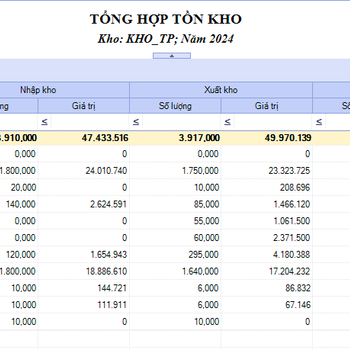 TỔNG HỢP TỒN KHO
Kho: KHO_TP; Năm 2024
Nhập kho Xuất kho
Giá trị Số lượng Giá trị
≤ ≤ ≤ ≤
.910,000 47.433.516 3.917,000 49.970.139
0,000 0 0,000 0
1.800,000 24.010.740 1.750,000 23.323.725
20,000 0 10,000 208.696
140,000 2.624.591 85,000 1.466.120
0,000 0 55,000 1.061.500
0,000 0 60,000 2.371.500
120,000 1.654.943 295,000 4.180.388
1.800,000 18.886.610 1.640,000 17.204.232
10,000 144.721 6,000 86.832
10,000 111.911 6,000 67.146
10,000 0 10,000 0